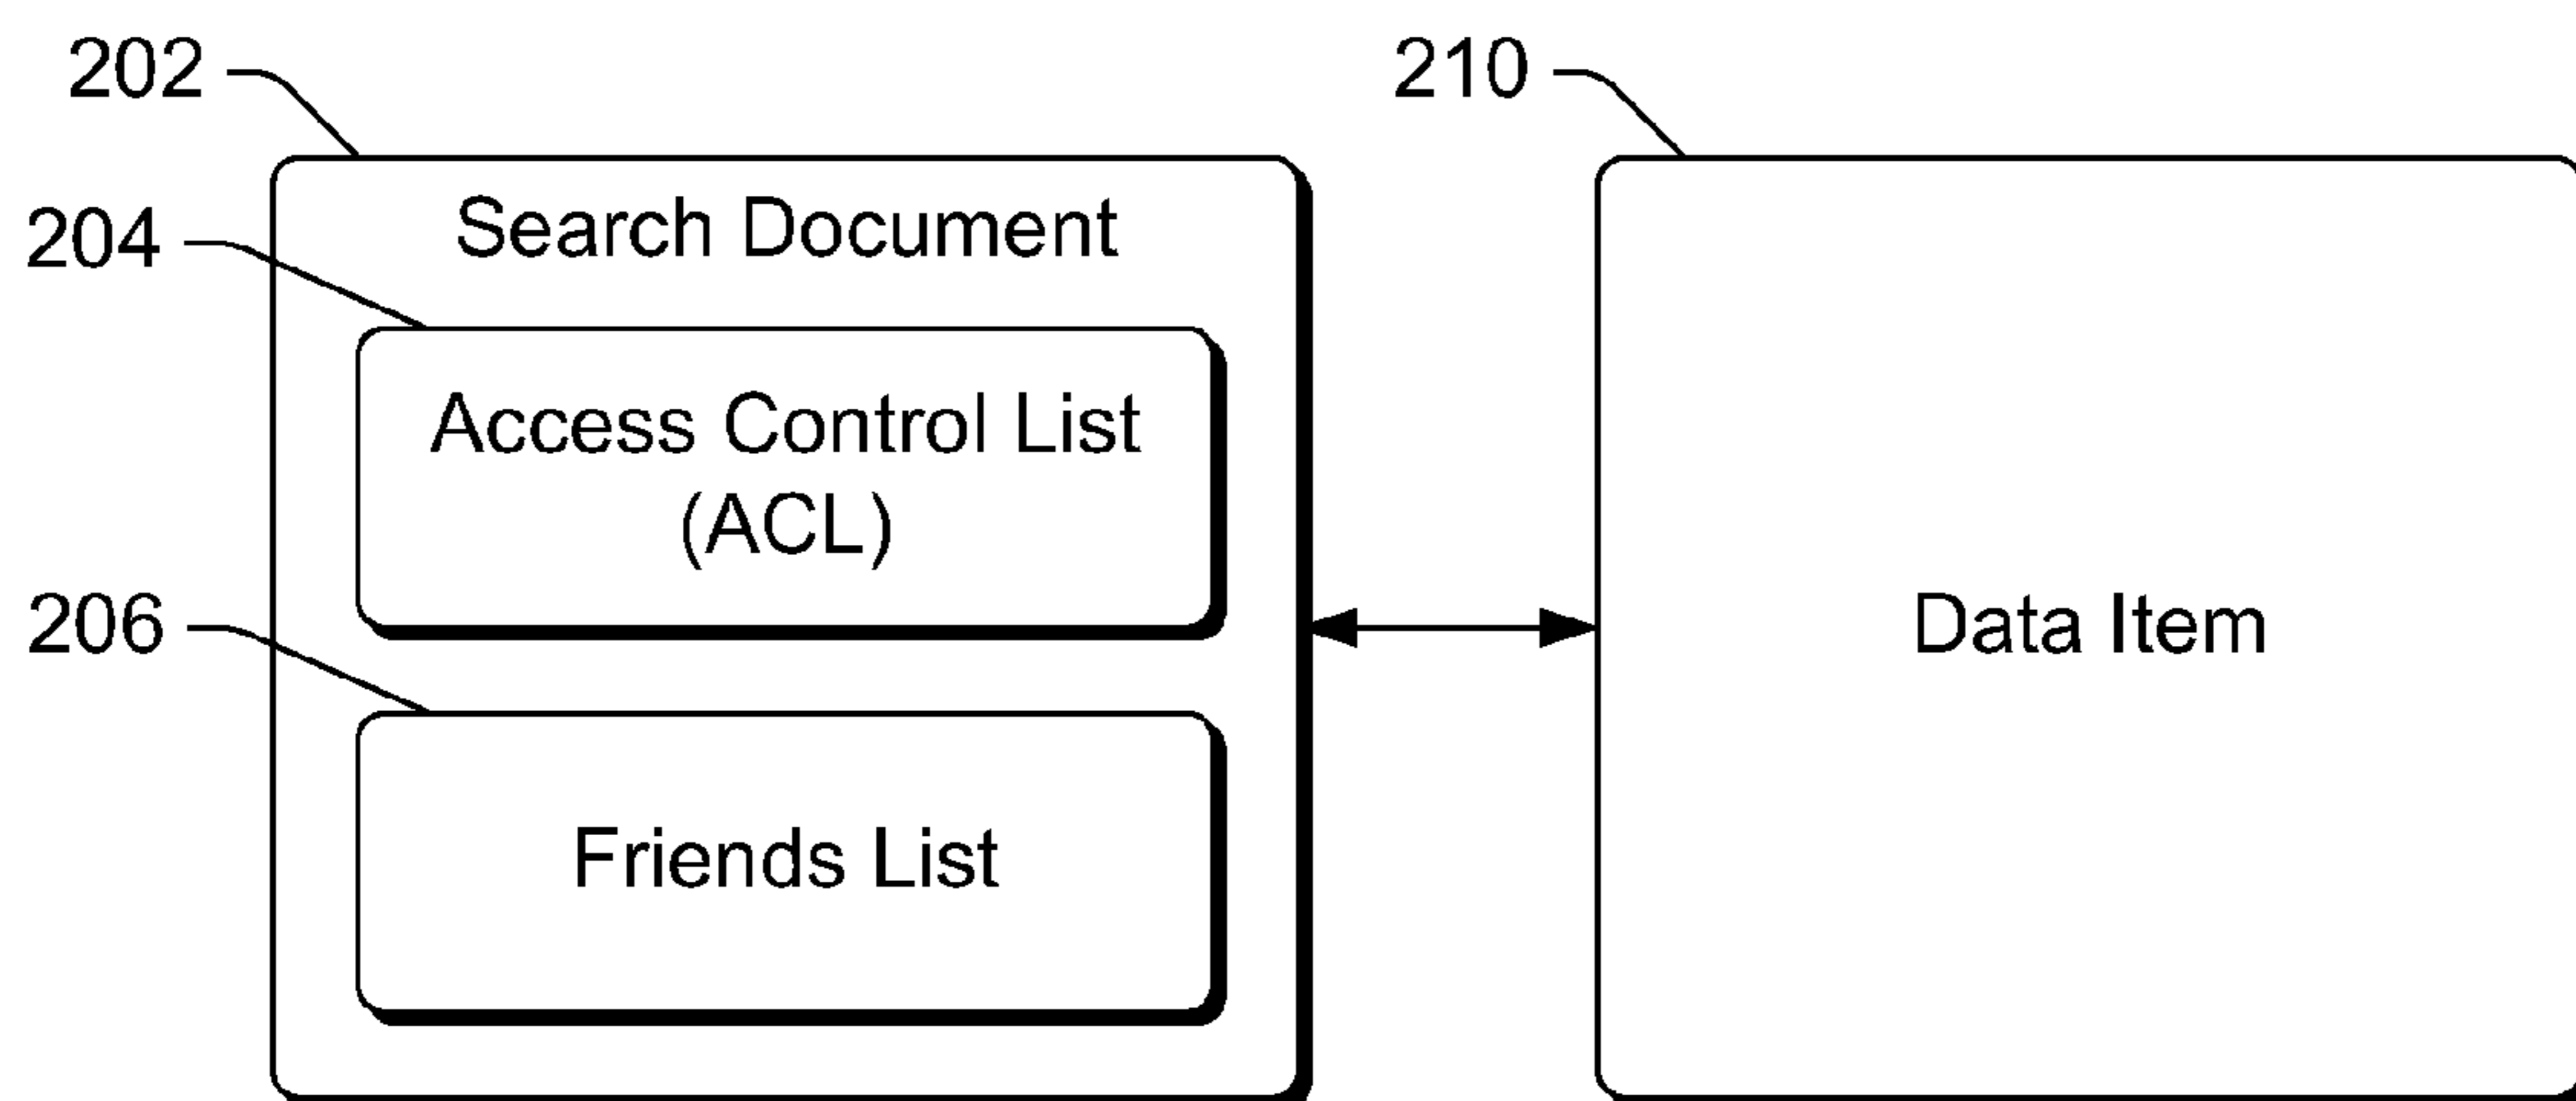 202
210
Search Document
204
Access Control List
(ACL)
206
Data Item
Friends List